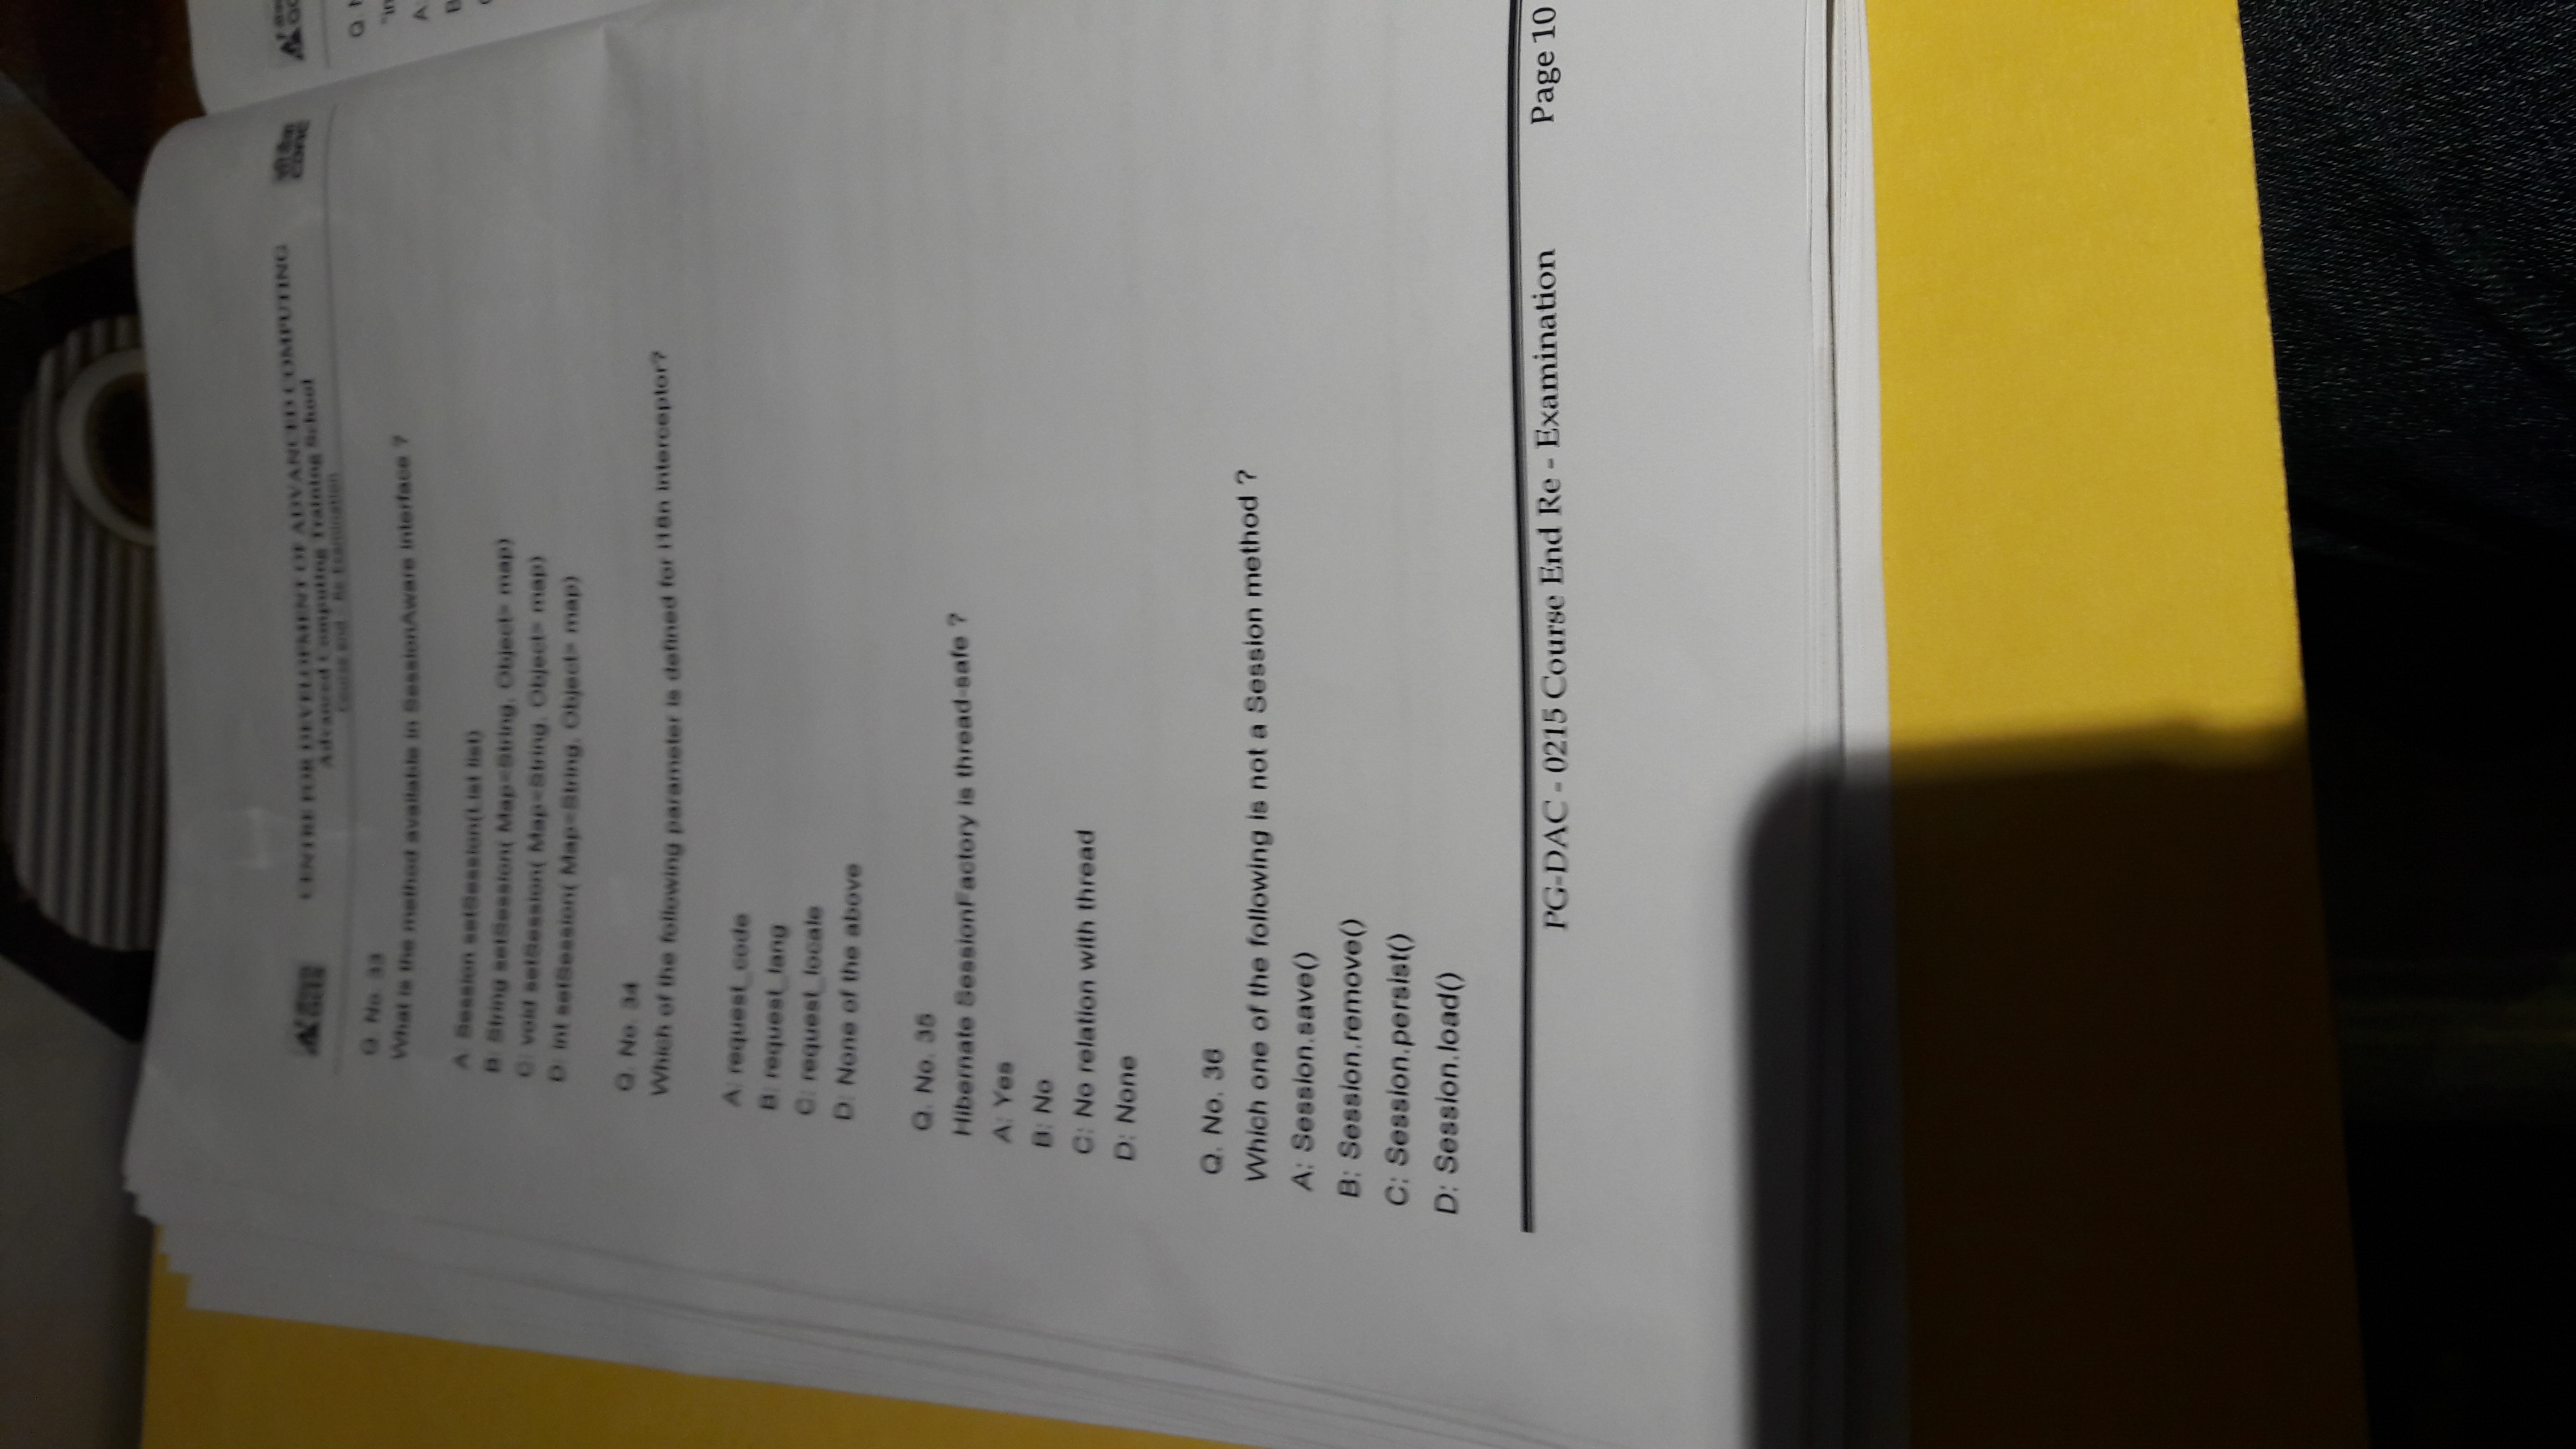 CENTRE FOR DEVELOPMENT OF ADVANCED COMPUTING
Advanced Computing Training School
Course end - Re-Examination
Q. No. 33
What is the method available in SessionAware interface ?
A: Session setSession(List list)
B: String setSession( Map<String, Object> map)
C: void setSession( Map<String, Object> map)
D: int setSession( Map<String, Object> map)
Q. No. 34
Which of the following parameter is defined for i18n interceptor?
A: request_code
B: request_lang
C: request_locale
D: None of the above
Q. No. 35
Hibernate SessionFactory is thread-safe ?
A: Yes
B: No
C: No relation with thread
D: None
Q. No. 36
Which one of the following is not a Session method ?
A: Session.save()
B: Session.remove()
C: Session.persist()
D: Session.load()
PG-DAC - 0215 Course End Re - Examination Page 10
Q.
"in
A
B